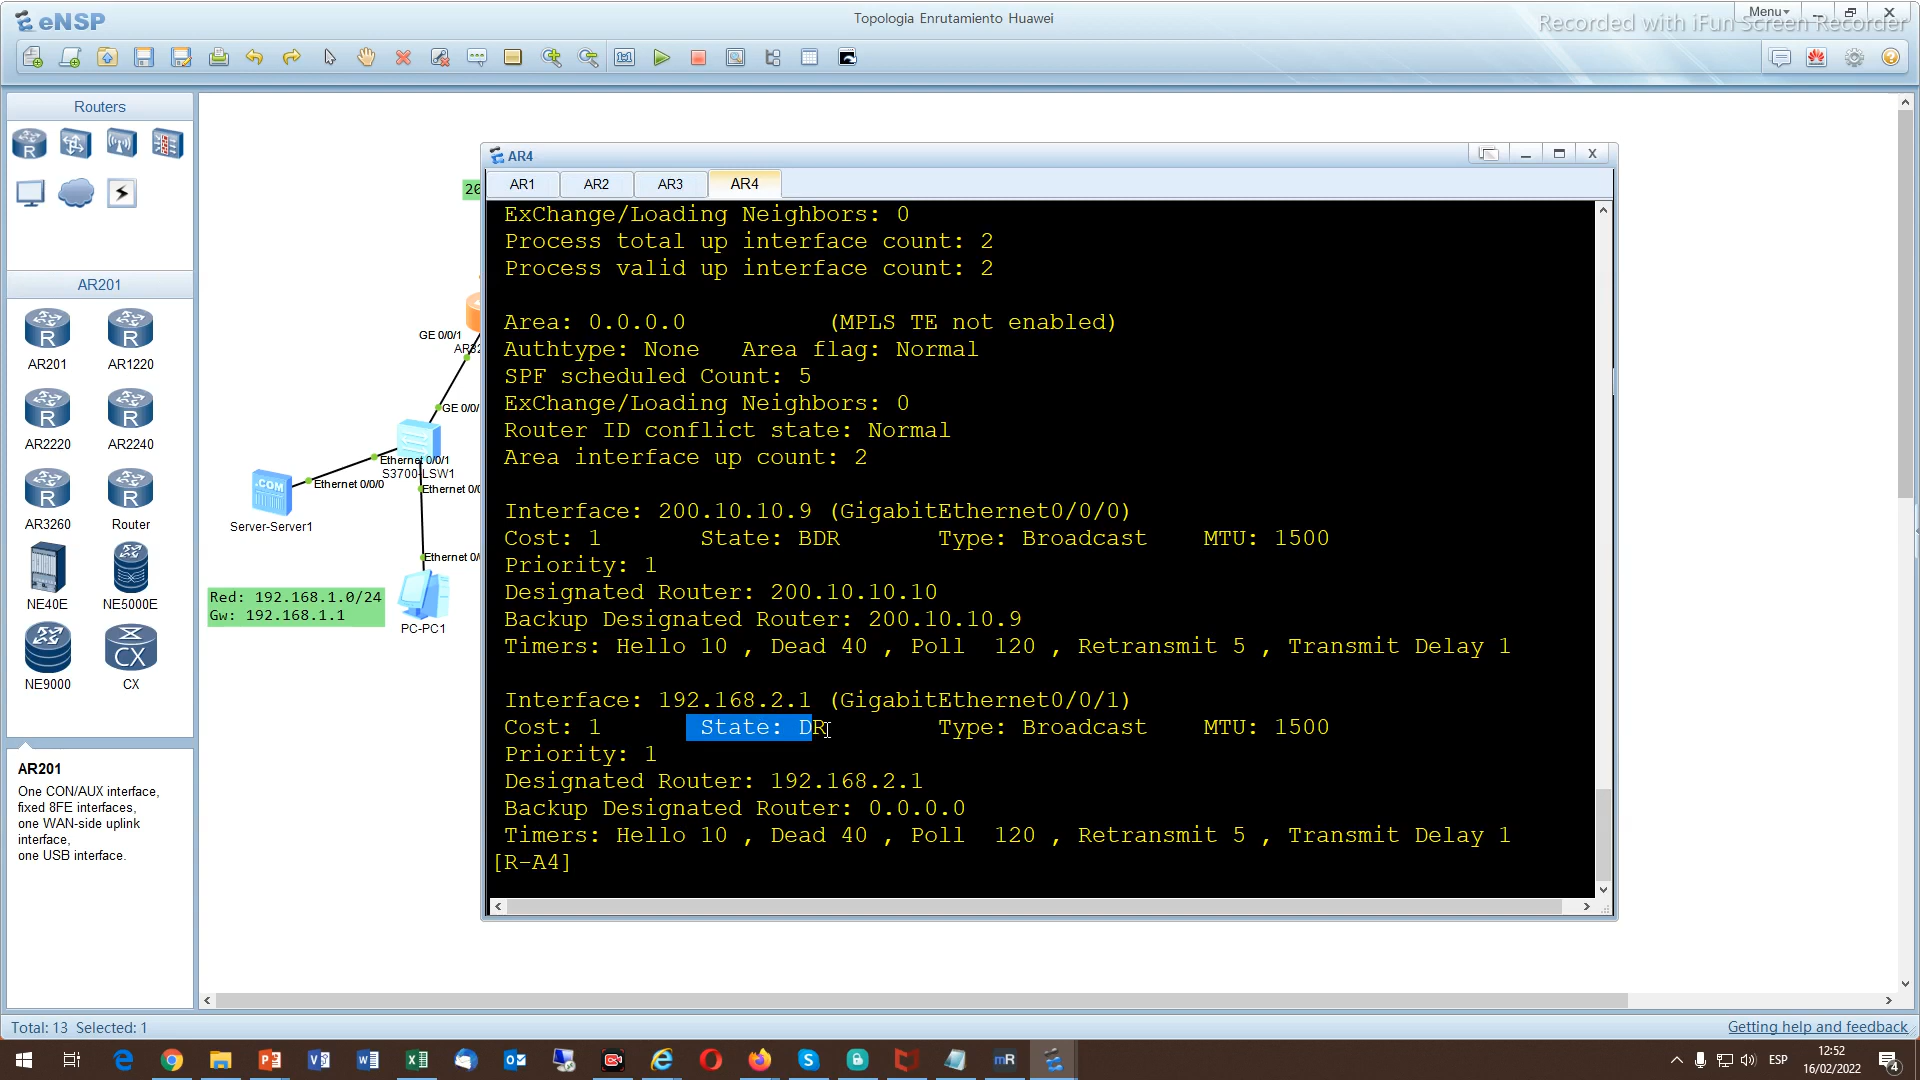 eNSP
Topologia Enrutamiento Huawei
Menu
Recorded with iFun Screen Recorder
Routers
AR201
AR201
AR1220
AR2220
AR2240
AR3260
Router
NE40E
NE5000E
NE9000
CX
AR201
One CON/AUX interface,
fixed 8FE interfaces,
one WAN-side uplink
interface,
one USB interface.
20
GE 0/0/1
GE 0/0/
Ethernet 0/0/1
S3700-LSW1
Ethernet 0/0/0
Ethernet 0/
Server-Server1
Ethernet 0/
Red: 192.168.1.0/24
Gw: 192.168.1.1
PC-PC1
AR4
AR1 AR2 AR3 AR4
ExChange/Loading Neighbors: 0
Process total up interface count: 2
Process valid up interface count: 2
Area: 0.0.0.0 (MPLS TE not enabled)
Authtype: None Area flag: Normal
SPF scheduled Count: 5
ExChange/Loading Neighbors: 0
Router ID conflict state: Normal
Area interface up count: 2
Interface: 200.10.10.9 (GigabitEthernet0/0/0)
Cost: 1 State: BDR Type: Broadcast MTU: 1500
Priority: 1
Designated Router: 200.10.10.10
Backup Designated Router: 200.10.10.9
Timers: Hello 10 , Dead 40 , Poll 120 , Retransmit 5 , Transmit Delay 1
Interface: 192.168.2.1 (GigabitEthernet0/0/1)
Cost: 1 State: DR Type: Broadcast MTU: 1500
Priority: 1
Designated Router: 192.168.2.1
Backup Designated Router: 0.0.0.0
Timers: Hello 10 , Dead 40 , Poll 120 , Retransmit 5 , Transmit Delay 1
[R-A4]
Total: 13 Selected: 1
Getting help and feedback
ESP
12:52
16/02/2022